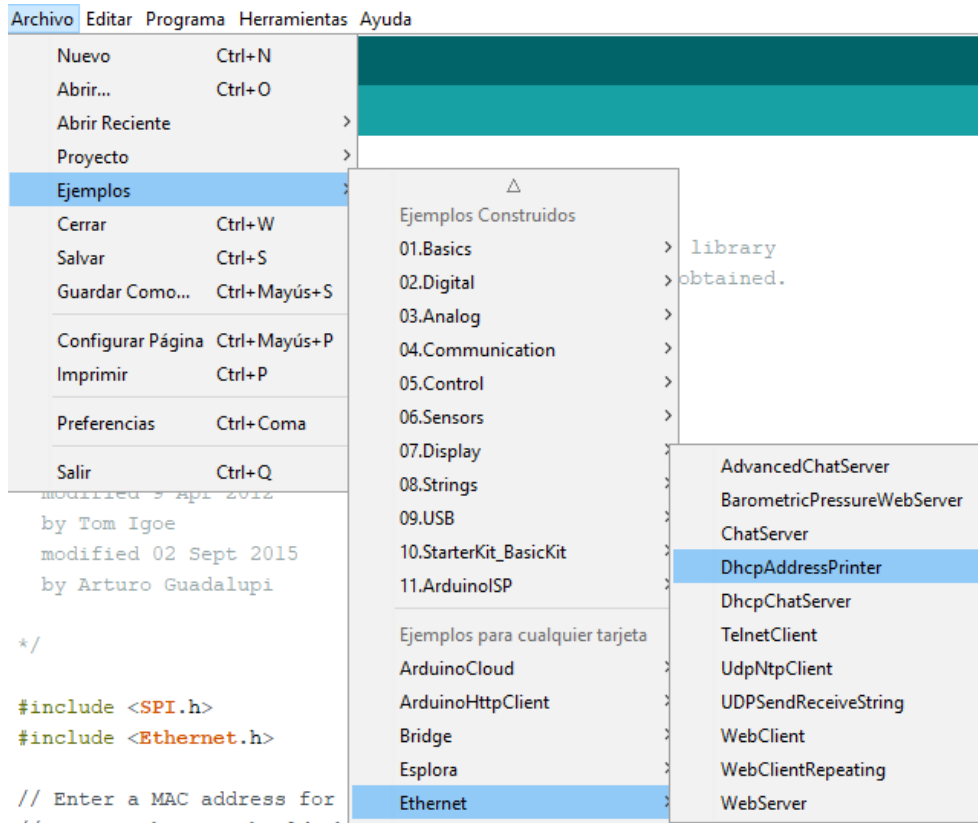 Archivo Editar Programa Herramientas Ayuda
Nuevo Ctrl+N
Abrir... Ctrl+O
Abrir Reciente
Proyecto
Ejemplos
Cerrar Ctrl+W
Salvar Ctrl+S
Guardar Como... Ctrl+Mayús+S
Configurar Página Ctrl+Mayús+P
Imprimir Ctrl+P
Preferencias Ctrl+Coma
Salir Ctrl+Q
Ejemplos Construidos
01.Basics
02.Digital
03.Analog
04.Communication
05.Control
06.Sensors
07.Display
08.Strings
09.USB
10.StarterKit_BasicKit
11.ArduinoISP
Ejemplos para cualquier tarjeta
ArduinoCloud
ArduinoHttpClient
Bridge
Esplora
Ethernet
AdvancedChatServer
BarometricPressureWebServer
ChatServer
DhcpAddressPrinter
DhcpChatServer
TelnetClient
UdpNtpClient
UDPSendReceiveString
WebClient
WebClientRepeating
WebServer
library
obtained.
modified 9 Apr 2012
by Tom Igoe
modified 02 Sept 2015
by Arturo Guadalupi
*/
#include <SPI.h>
#include <Ethernet.h>
// Enter a MAC address for